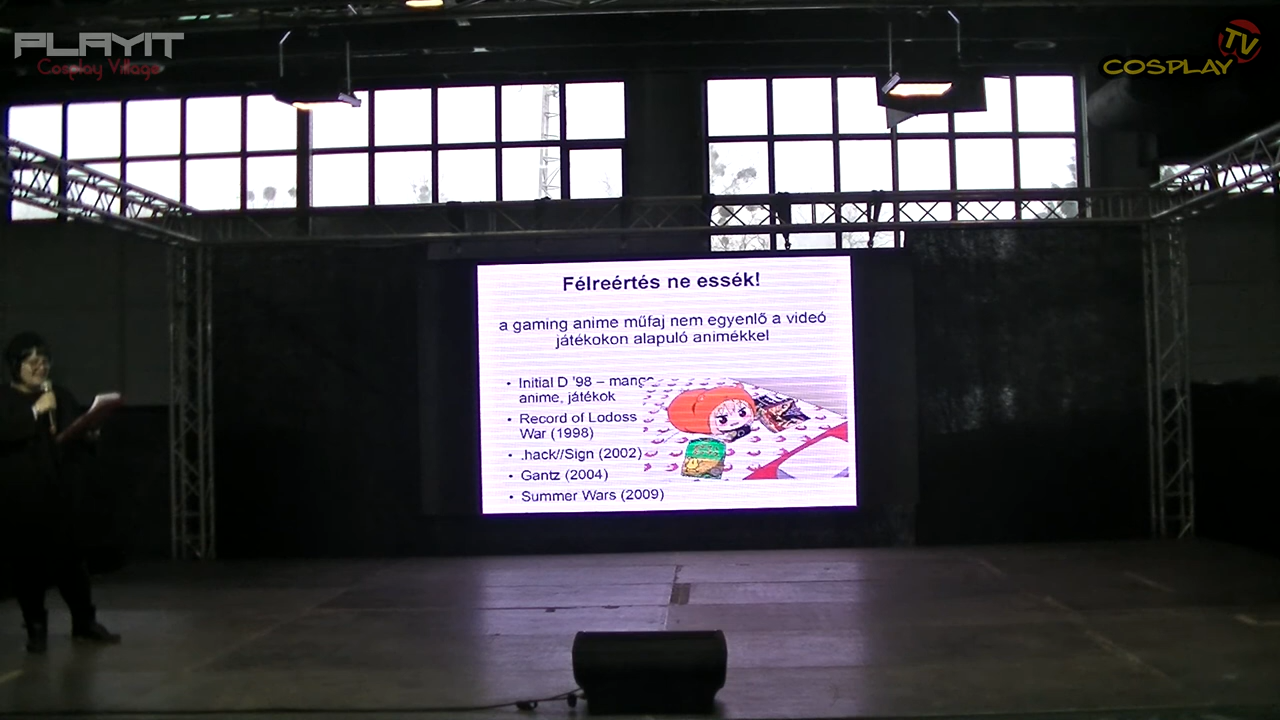 PLAYIT
Cosplay Village
COSPLAY TV
Félreértés ne essék!
a gaming anime műfaj nem egyenlő a videó
játékokon alapuló animékkel
• Initial D '98 – manga
anime, játékok
• Record of Lodoss
War (1998)
• .hack//Sign (2002)
• Gantz (2004)
• Summer Wars (2009)